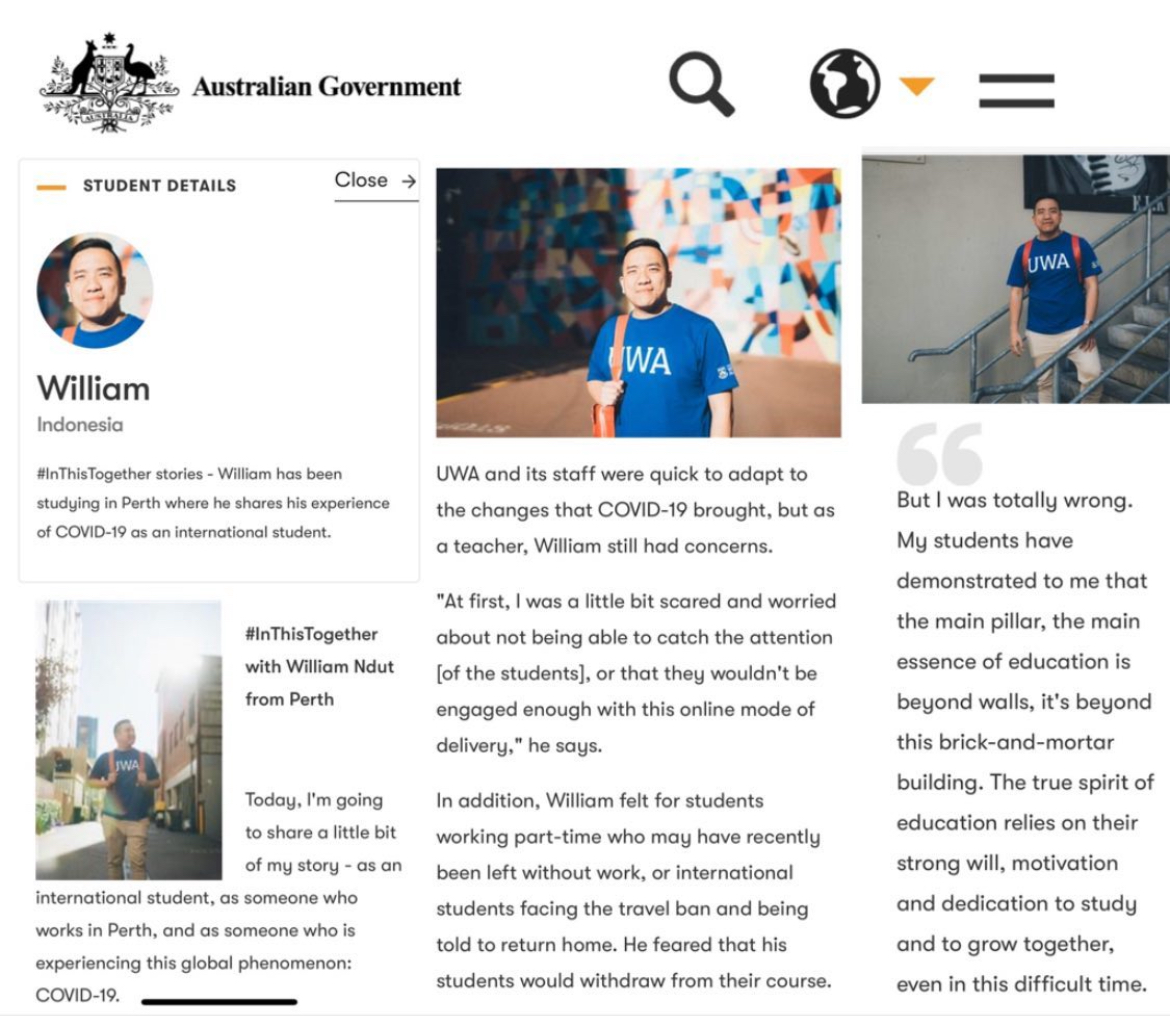 AUSTRALIA
Australian Government
STUDENT DETAILS
Close →
William
Indonesia
#InThisTogether stories - William has been
studying in Perth where he shares his experience
of COVID-19 as an international student.
UWA
#InThisTogether
with William Ndut
from Perth
Today, I'm going
to share a little bit
of my story - as an
international student, as someone who
works in Perth, and as someone who is
experiencing this global phenomenon:
COVID-19.
UWA
UWA and its staff were quick to adapt to
the changes that COVID-19 brought, but as
a teacher, William still had concerns.
"At first, I was a little bit scared and worried
about not being able to catch the attention
[of the students], or that they wouldn't be
engaged enough with this online mode of
delivery," he says.
In addition, William felt for students
working part-time who may have recently
been left without work, or international
students facing the travel ban and being
told to return home. He feared that his
students would withdraw from their course.
UWA
“
But I was totally wrong.
My students have
demonstrated to me that
the main pillar, the main
essence of education is
beyond walls, it's beyond
this brick-and-mortar
building. The true spirit of
education relies on their
strong will, motivation
and dedication to study
and to grow together,
even in this difficult time.